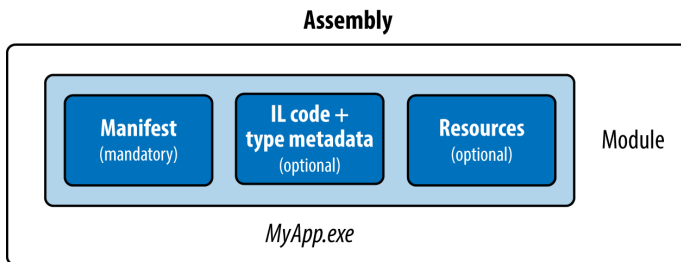 Assembly
Manifest
(mandatory)
IL code +
type metadata
(optional)
Resources
(optional)
Module
MyApp.exe